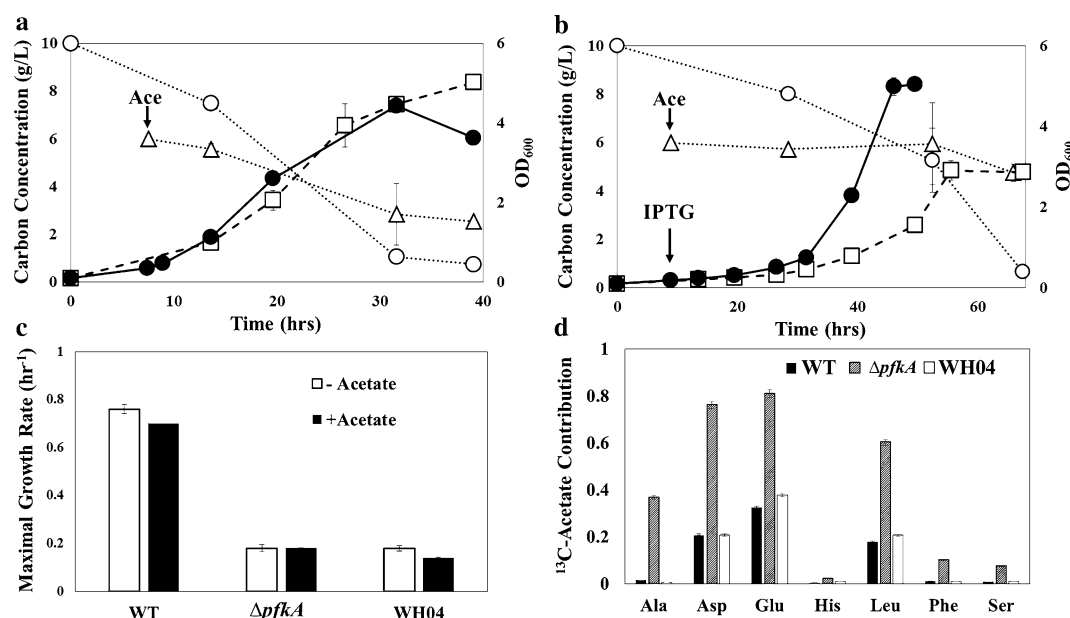 a
Carbon Concentration (g/L)
10
8
6
4
2
0
Ace
6
4
2
0
OD600
0
10
20
30
40
Time (hrs)
b
Carbon Concentration (g/L)
10
8
6
4
2
0
Ace
IPTG
6
5
4
3
2
1
0
OD600
0
20
40
60
Time (hrs)
c
Maximal Growth Rate (hr-1)
1
0.8
0.6
0.4
0.2
0
- Acetate
+Acetate
WT
ΔpfkA
WH04
d
13C-Acetate Contribution
1
0.8
0.6
0.4
0.2
0
WT
ΔpfkA
WH04
Ala
Asp
Glu
His
Leu
Phe
Ser